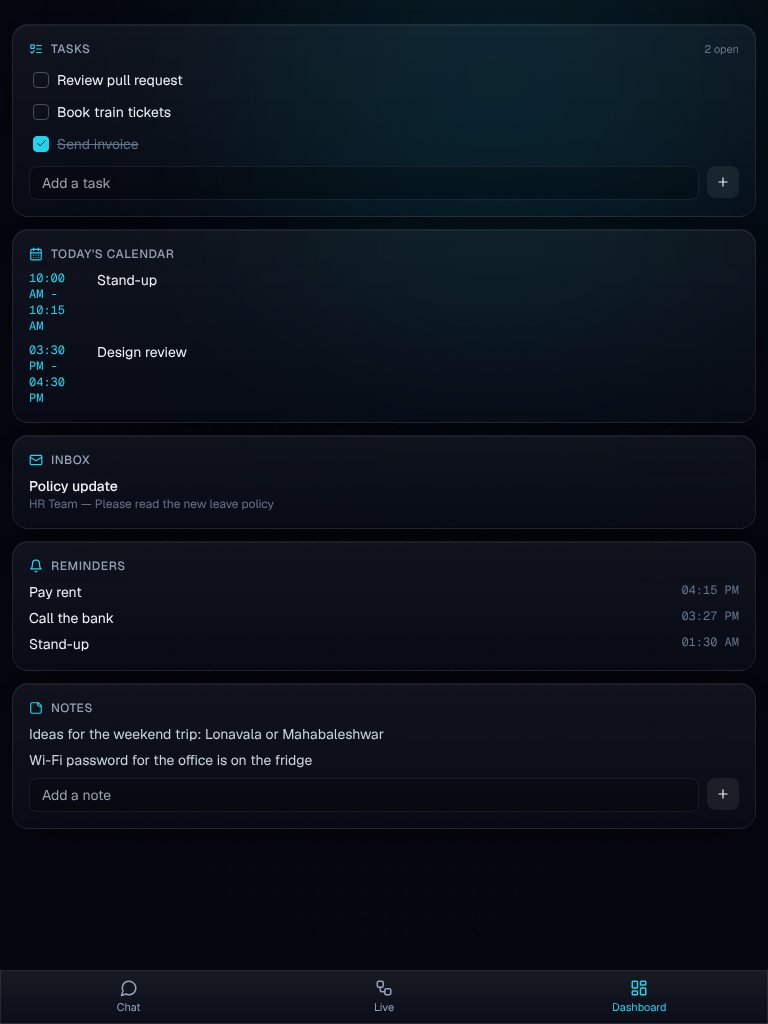 TASKS
2 open
Review pull request
Book train tickets
Send invoice
Add a task
+
TODAY'S CALENDAR
10:00
AM -
10:15
AM
Stand-up
03:30
PM -
04:30
PM
Design review
INBOX
Policy update
HR Team — Please read the new leave policy
REMINDERS
Pay rent
04:15 PM
Call the bank
03:27 PM
Stand-up
01:30 AM
NOTES
Ideas for the weekend trip: Lonavala or Mahabaleshwar
Wi-Fi password for the office is on the fridge
Add a note
+
Chat
Live
Dashboard